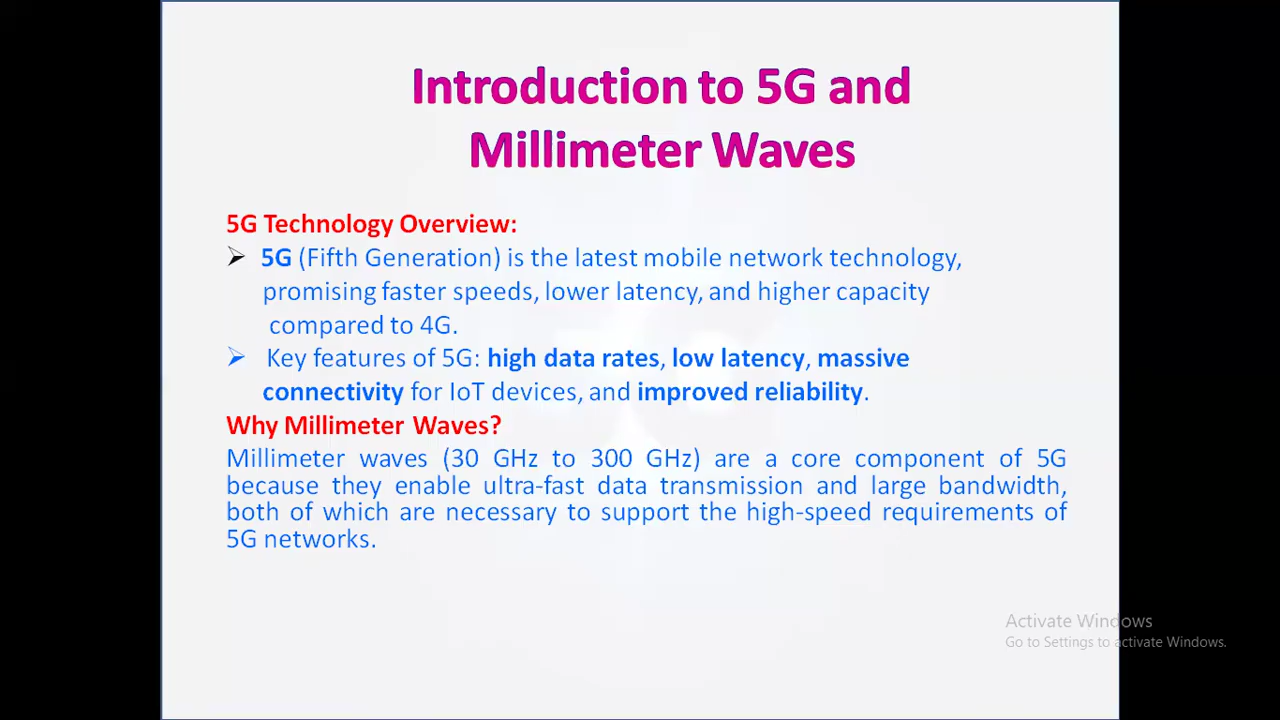 Introduction to 5G and
Millimeter Waves
5G Technology Overview:
➢ 5G (Fifth Generation) is the latest mobile network technology,
promising faster speeds, lower latency, and higher capacity
compared to 4G.
➢ Key features of 5G: high data rates, low latency, massive
connectivity for IoT devices, and improved reliability.
Why Millimeter Waves?
Millimeter waves (30 GHz to 300 GHz) are a core component of 5G
because they enable ultra-fast data transmission and large bandwidth,
both of which are necessary to support the high-speed requirements of
5G networks.
Activate Windows
Go to Settings to activate Windows.